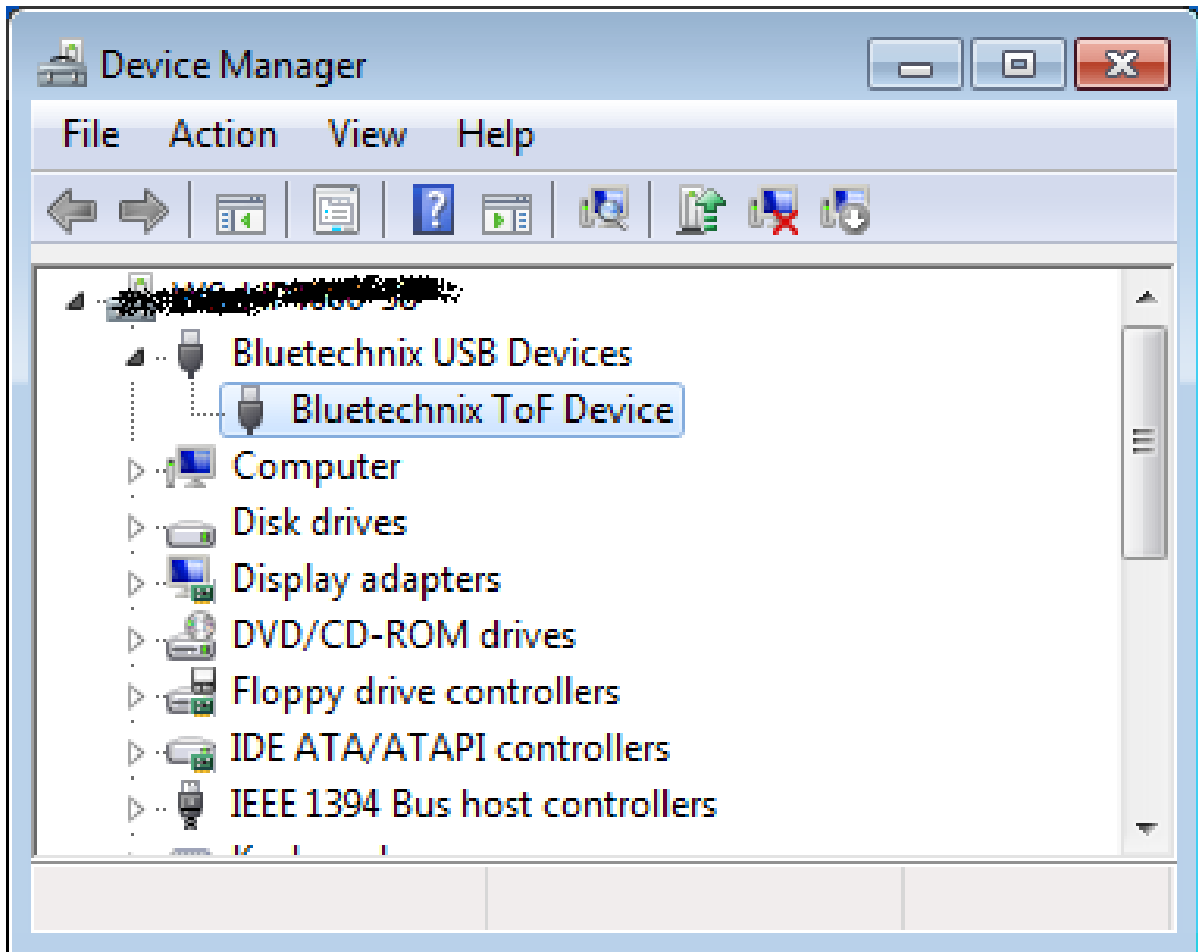 Device Manager
File Action View Help
Bluetechnix USB Devices
Bluetechnix ToF Device
Computer
Disk drives
Display adapters
DVD/CD-ROM drives
Floppy drive controllers
IDE ATA/ATAPI controllers
IEEE 1394 Bus host controllers